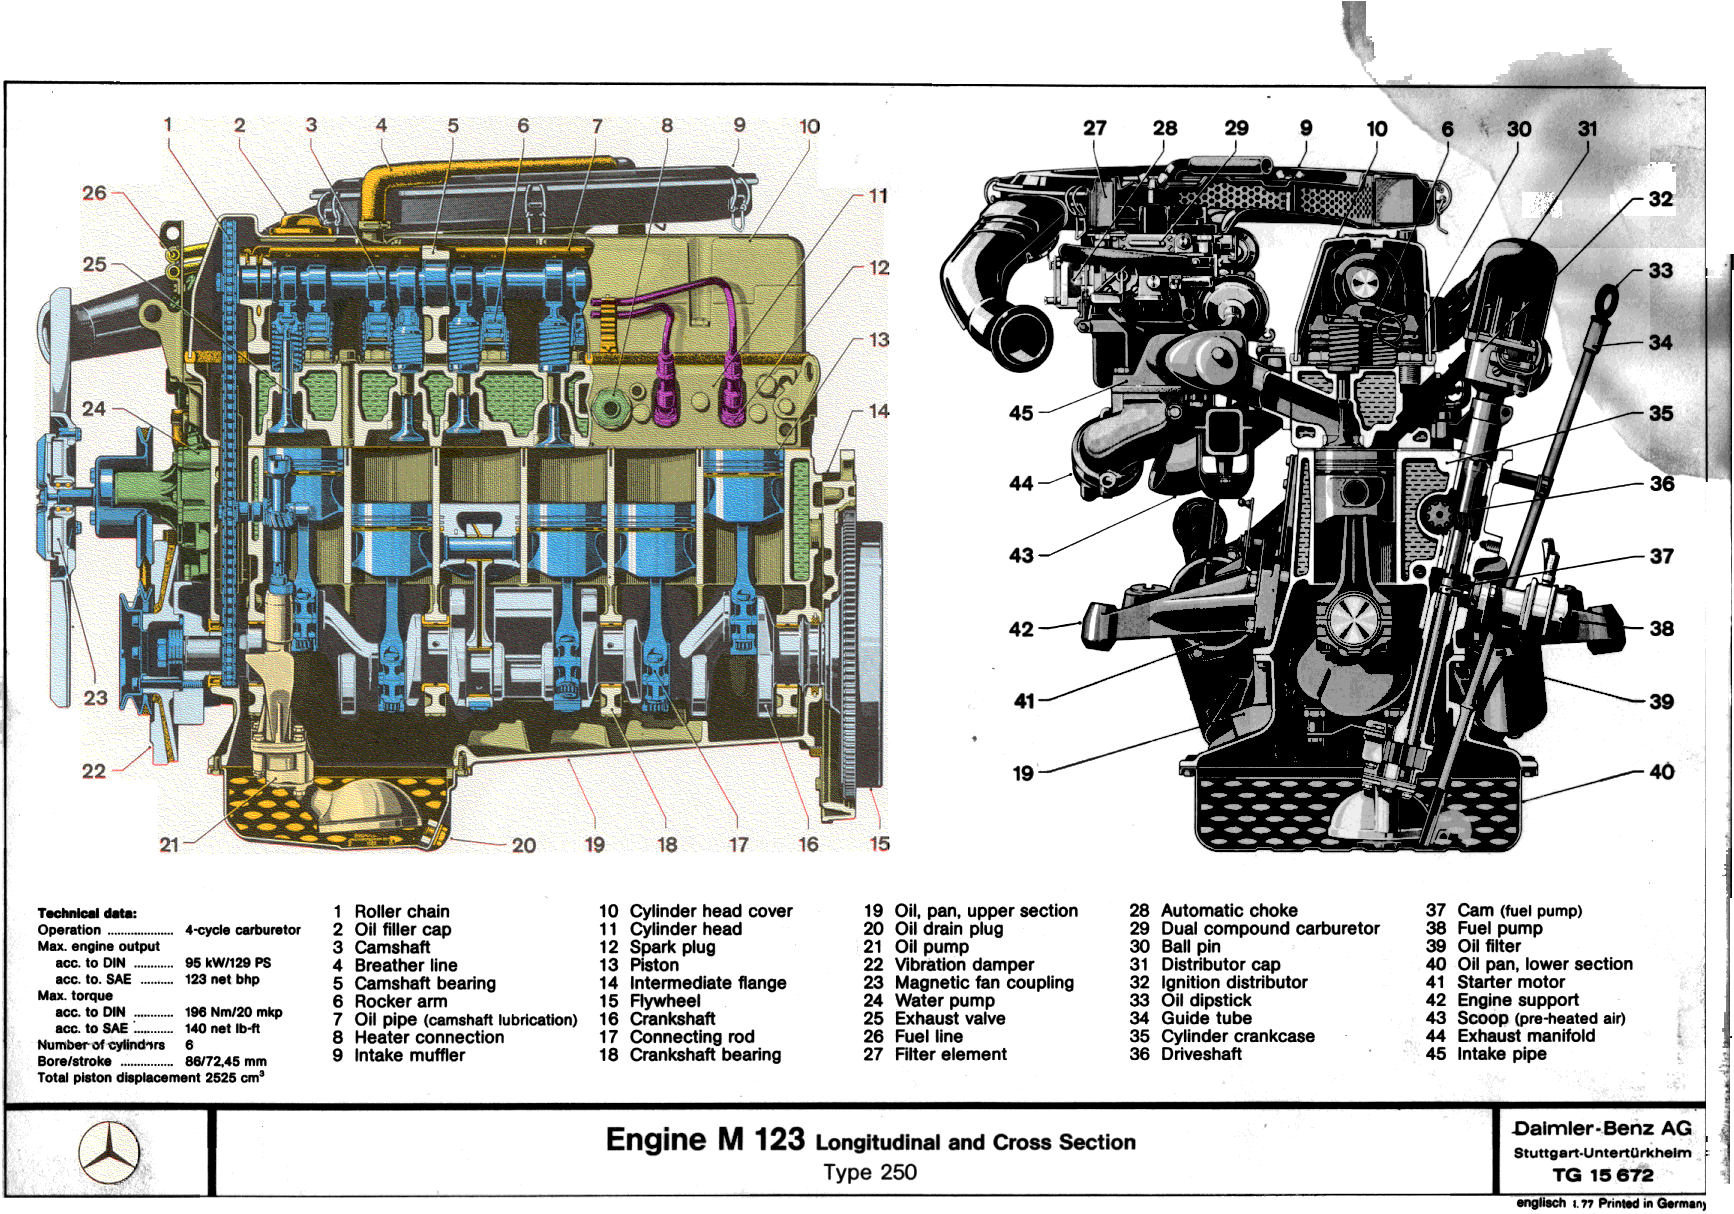 1 2 3 4 5 6 7 8 9 10
27 28 29 9 10 6 30 31
26
11
32
25
12
33
13
34
24
14
45
35
44
36
43
37
42
38
23
41
39
22
19
40
21
20 19 18 17 16 15
Technical data:
Operation .................... 4-cycle carburetor
Max. engine output
acc. to DIN ............ 95 kW/129 PS
acc. to. SAE .......... 123 net bhp
Max. torque
acc. to DIN ............ 196 Nm/20 mkp
acc. to SAE ............ 140 net lb-ft
Number of cylinders 6
Bore/stroke ................ 86/72,45 mm
Total piston displacement 2525 cm³
1 Roller chain
2 Oil filler cap
3 Camshaft
4 Breather line
5 Camshaft bearing
6 Rocker arm
7 Oil pipe (camshaft lubrication)
8 Heater connection
9 Intake muffler
10 Cylinder head cover
11 Cylinder head
12 Spark plug
13 Piston
14 Intermediate flange
15 Flywheel
16 Crankshaft
17 Connecting rod
18 Crankshaft bearing
19 Oil, pan, upper section
20 Oil drain plug
21 Oil pump
22 Vibration damper
23 Magnetic fan coupling
24 Water pump
25 Exhaust valve
26 Fuel line
27 Filter element
28 Automatic choke
29 Dual compound carburetor
30 Ball pin
31 Distributor cap
32 Ignition distributor
33 Oil dipstick
34 Guide tube
35 Cylinder crankcase
36 Driveshaft
37 Cam (fuel pump)
38 Fuel pump
39 Oil filter
40 Oil pan, lower section
41 Starter motor
42 Engine support
43 Scoop (pre-heated air)
44 Exhaust manifold
45 Intake pipe
Engine M 123 Longitudinal and Cross Section
Type 250
Daimler-Benz AG
Stuttgart-Untertürkheim
TG 15 672
englisch 1.77 Printed in Germany